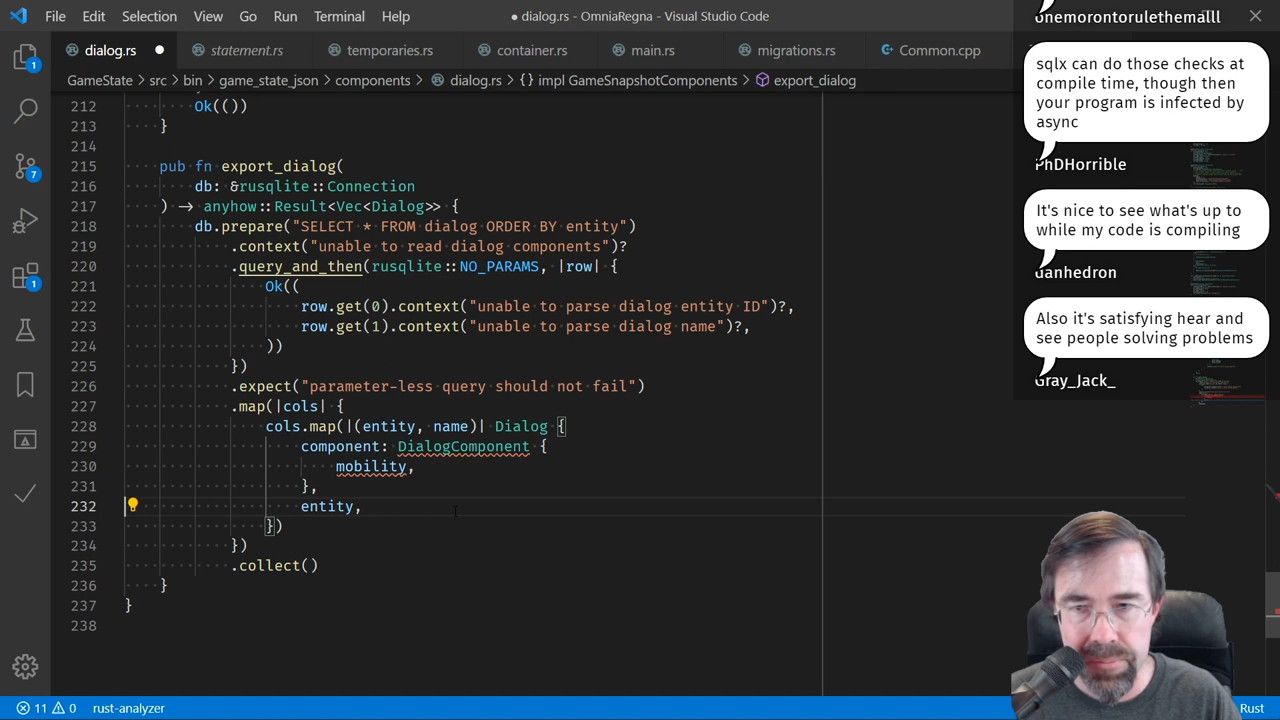 File Edit Selection View Go Run Terminal Help
● dialog.rs - OmniaRegna - Visual Studio Code
dialog.rs statement.rs temporaries.rs container.rs main.rs migrations.rs Common.cpp
GameState > src > bin > game_state_json > components > dialog.rs > {} impl GameSnapshotComponents > export_dialog
212 Ok(())
213 }
214
215 pub fn export_dialog(
216 db: &rusqlite::Connection
217 ) → anyhow::Result<Vec<Dialog>> {
218 db.prepare("SELECT * FROM dialog ORDER BY entity")
219 .context("unable to read dialog components")?
220 .query_and_then(rusqlite::NO_PARAMS, |row| {
221 Ok((
222 row.get(0).context("unable to parse dialog entity ID")?,
223 row.get(1).context("unable to parse dialog name")?,
224 ))
225 })
226 .expect("parameter-less query should not fail")
227 .map(|cols| {
228 cols.map(|(entity, name)| Dialog {
229 component: DialogComponent {
230 mobility,
231 },
232 entity,
233 })
234 })
235 .collect()
236 }
237 }
238
onemorontorulethemalll
sqlx can do those checks at
compile time, though then
your program is infected by
async
PhDHorrible
It's nice to see what's up to
while my code is compiling
danhedron
Also it's satisfying hear and
see people solving problems
Gray_Jack_
1
7
1
11 0 rust-analyzer Rust